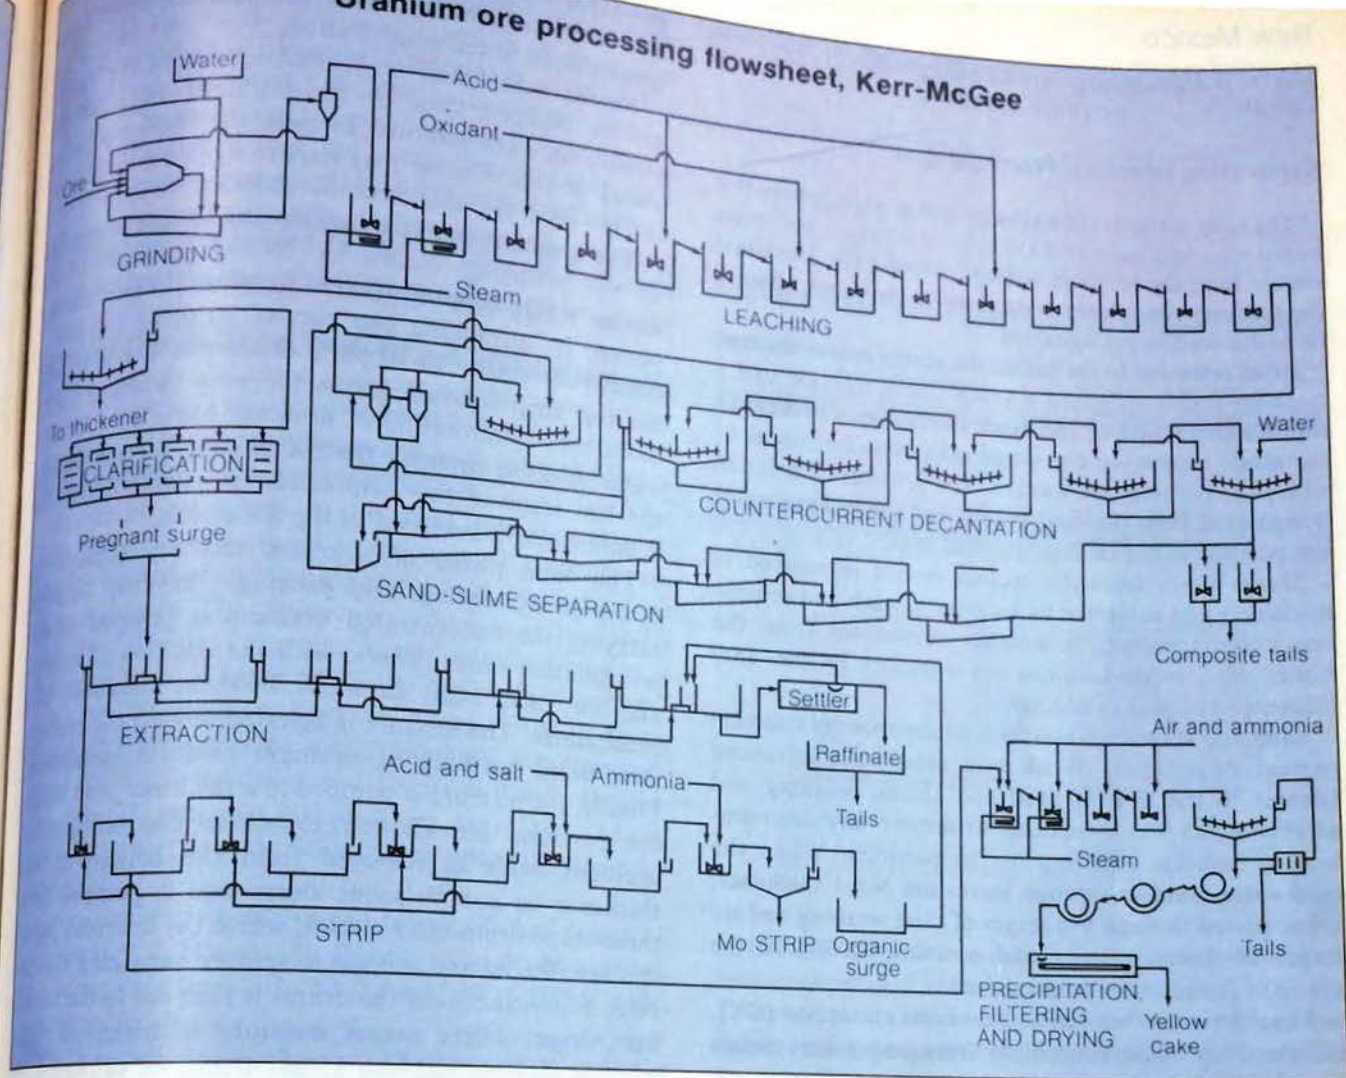 Uranium ore processing flowsheet, Kerr-McGee
Water
Acid
Oxidant
Ore
GRINDING
Steam
LEACHING
To thickener
CLARIFICATION
Water
COUNTERCURRENT DECANTATION
Pregnant surge
SAND-SLIME SEPARATION
Composite tails
Settler
EXTRACTION
Raffinate
Air and ammonia
Acid and salt
Ammonia
Tails
Steam
STRIP
Mo STRIP
Organic
surge
Tails
PRECIPITATION
FILTERING
AND DRYING
Yellow
cake